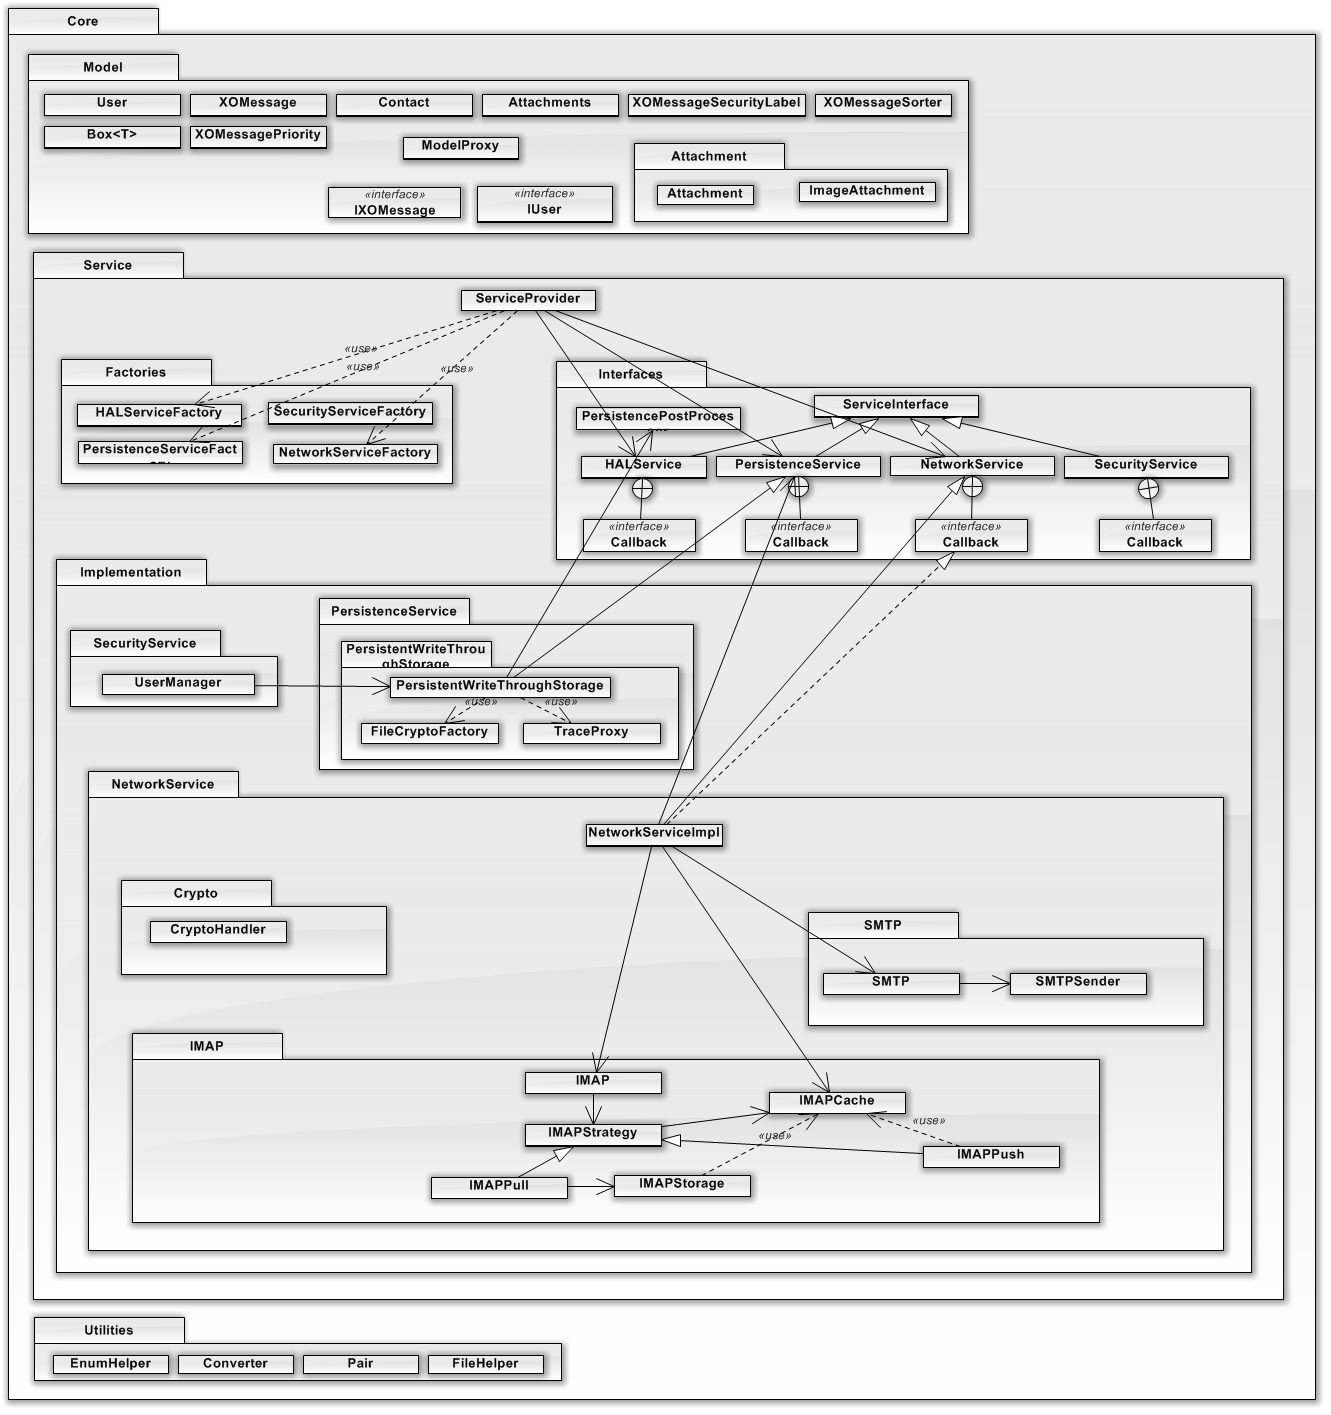 Core
Model
User
XOMessage
Contact
Attachments
XOMessageSecurityLabel
XOMessageSorter
Box<T>
XOMessagePriority
ModelProxy
Attachment
Attachment
ImageAttachment
«interface»
IXOMessage
«interface»
IUser
Service
ServiceProvider
«use»
«use»
«use»
Factories
HALServiceFactory
SecurityServiceFactory
PersistenceServiceFact
NetworkServiceFactory
Interfaces
ServiceInterface
PersistencePostProces
HALService
PersistenceService
NetworkService
SecurityService
«interface»
Callback
«interface»
Callback
«interface»
Callback
«interface»
Callback
Implementation
SecurityService
UserManager
PersistenceService
PersistentWriteThrou
ghStorage
PersistentWriteThroughStorage
«use»
«use»
FileCryptoFactory
TraceProxy
NetworkService
NetworkServiceImpl
Crypto
CryptoHandler
SMTP
SMTP
SMTPSender
IMAP
IMAP
IMAPCache
IMAPStrategy
«use»
«use»
IMAPPush
IMAPPull
IMAPStorage
Utilities
EnumHelper
Converter
Pair
FileHelper